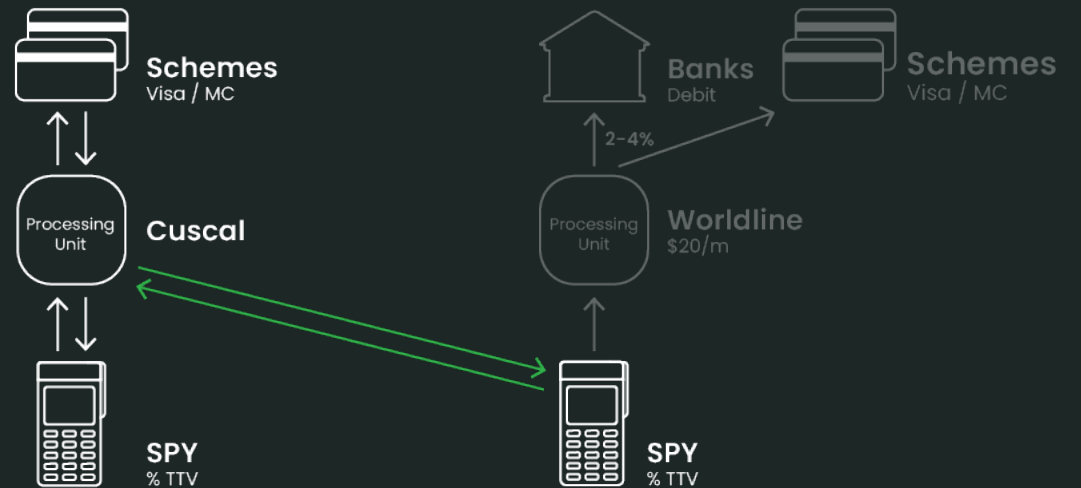 Schemes
Visa / MC
Banks
Debit
Schemes
Visa / MC
2-4%
Processing
Unit
Cuscal
Processing
Unit
Worldline
$20/m
SPY
% TTV
SPY
% TTV